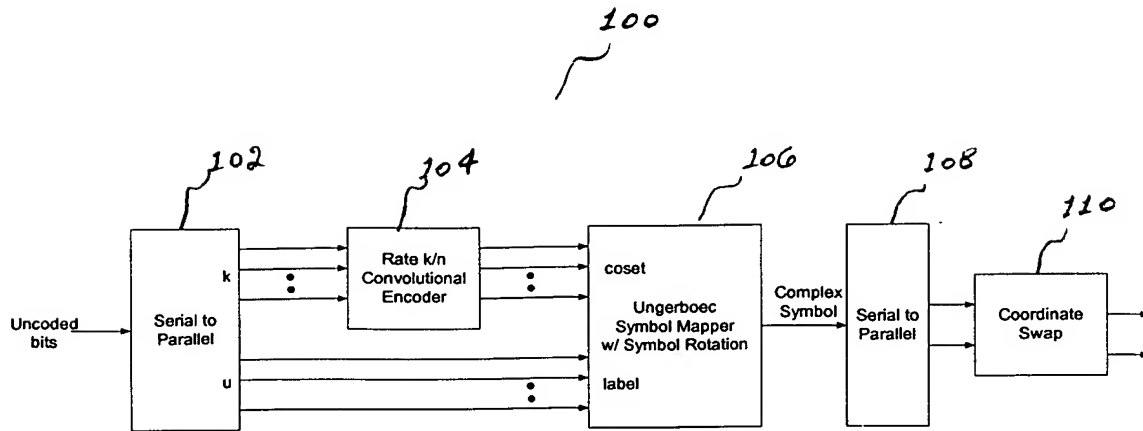 100
102
104
106
108
110
Uncoded
bits
Serial to
Parallel
k
u
Rate k/n
Convolutional
Encoder
coset
Ungerboec
Symbol Mapper
w/ Symbol Rotation
label
Complex
Symbol
Serial to
Parallel
Coordinate
Swap